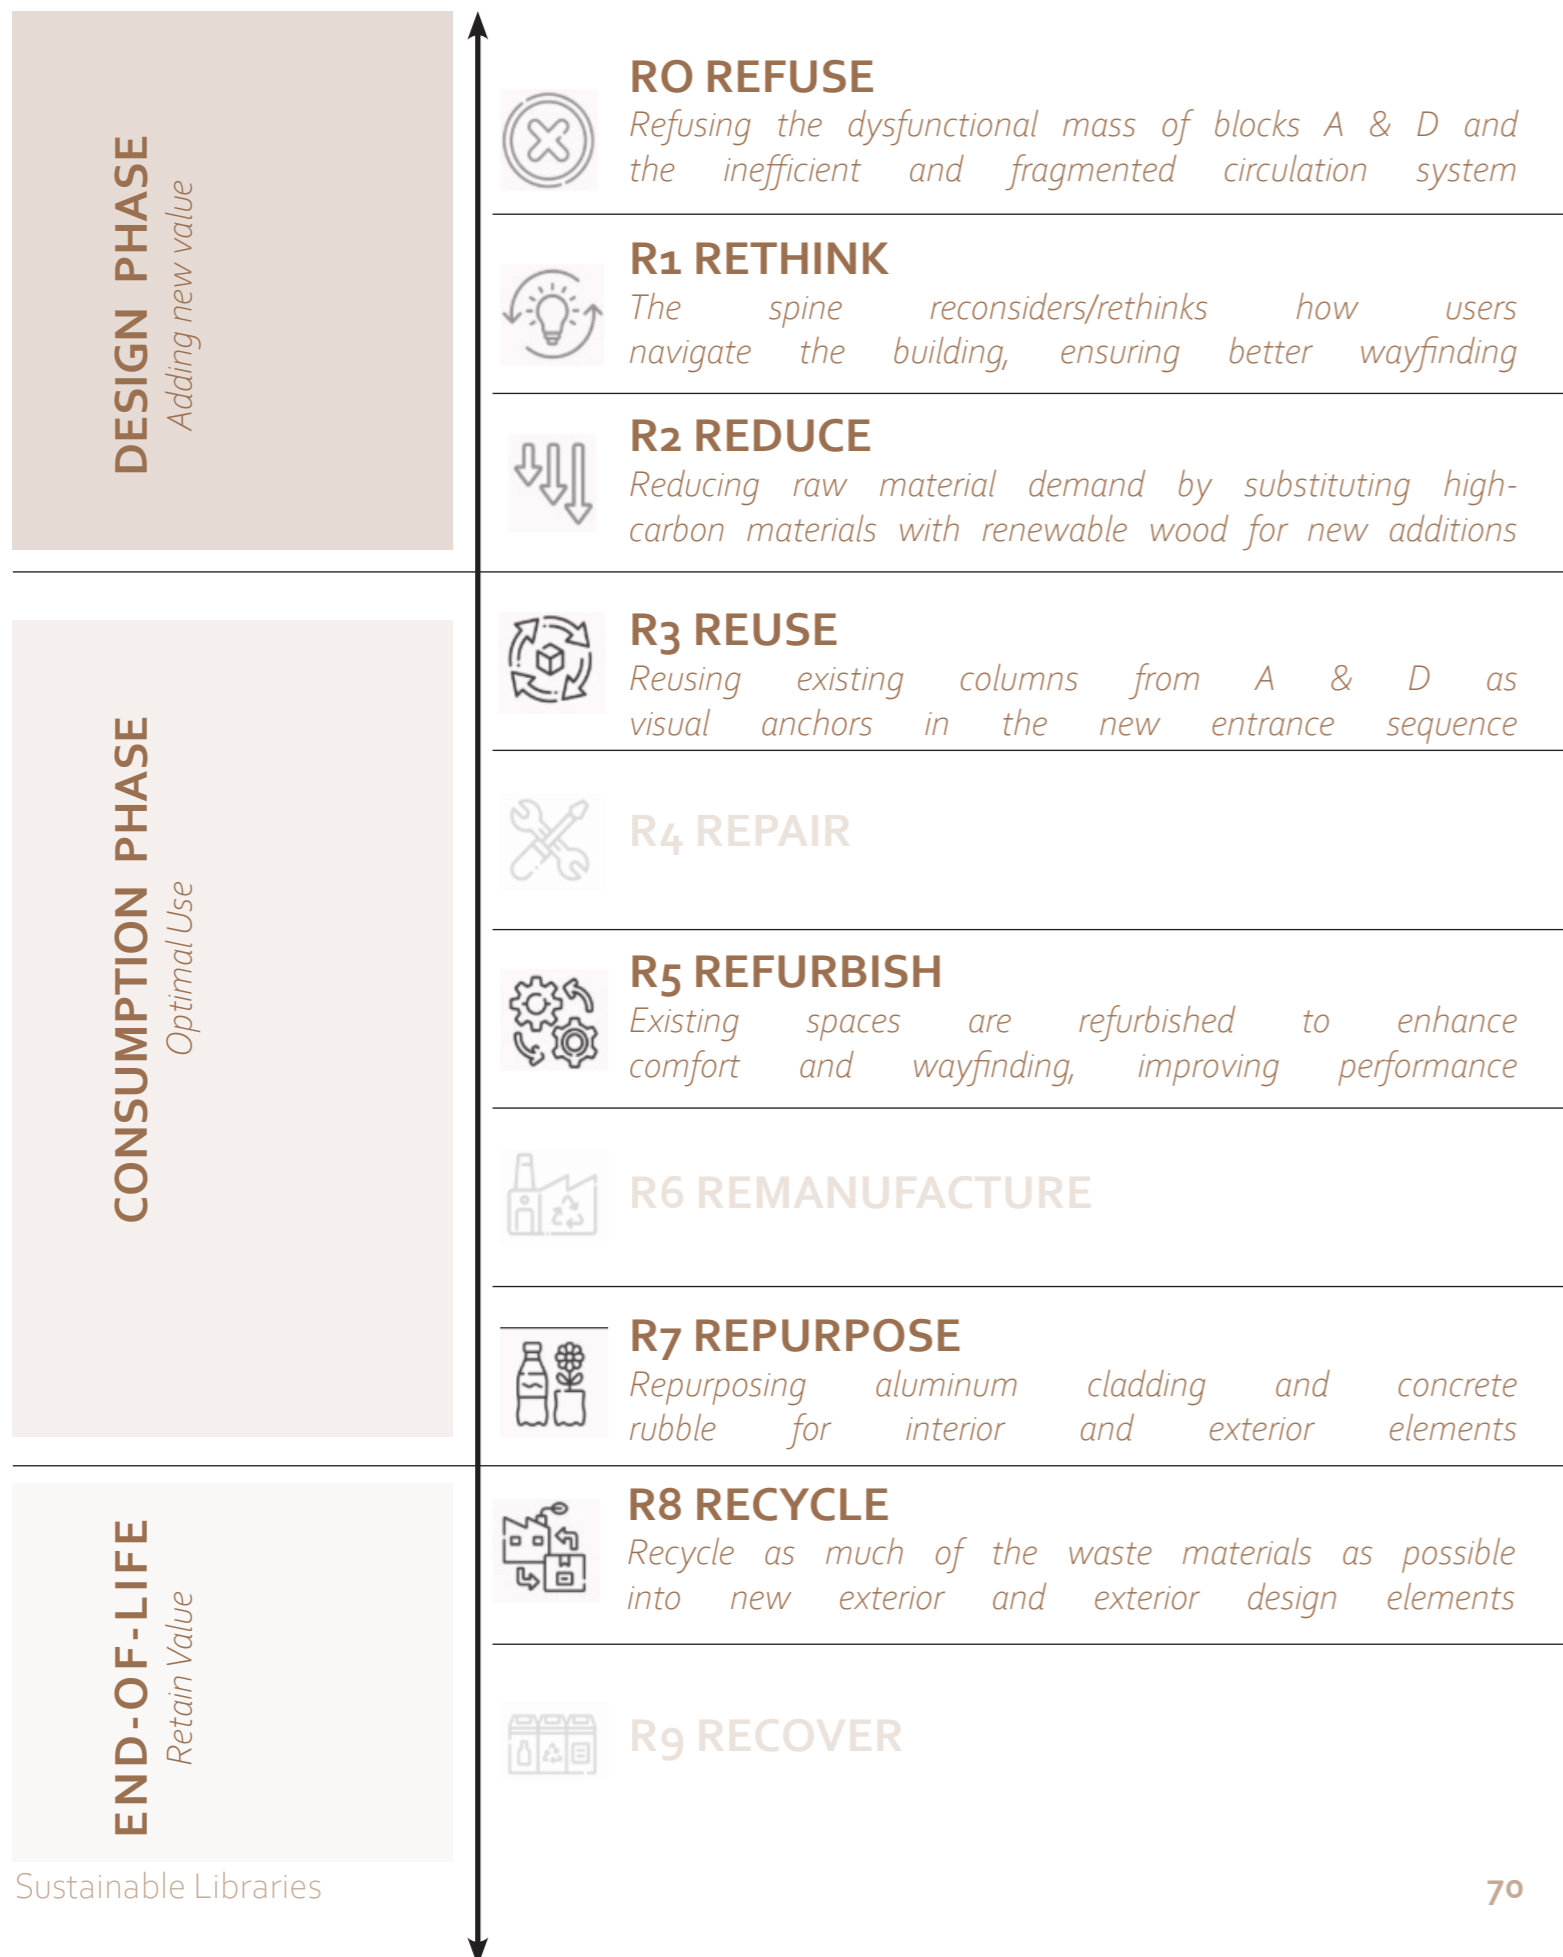 DESIGN PHASE
Adding new value
RO REFUSE
Refusing the dysfunctional mass of blocks A & D and
the inefficient and fragmented circulation system
R1 RETHINK
The spine reconsiders/rethinks how users
navigate the building, ensuring better wayfinding
R2 REDUCE
Reducing raw material demand by substituting high-
carbon materials with renewable wood for new additions
CONSUMPTION PHASE
Optimal Use
R3 REUSE
Reusing existing columns from A & D as
visual anchors in the new entrance sequence
R4 REPAIR
R5 REFURBISH
Existing spaces are refurbished to enhance
comfort and wayfinding, improving performance
R6 REMANUFACTURE
R7 REPURPOSE
Repurposing aluminum cladding and concrete
rubble for interior and exterior elements
END-OF-LIFE
Retain Value
R8 RECYCLE
Recycle as much of the waste materials as possible
into new exterior and exterior design elements
R9 RECOVER
Sustainable Libraries
70